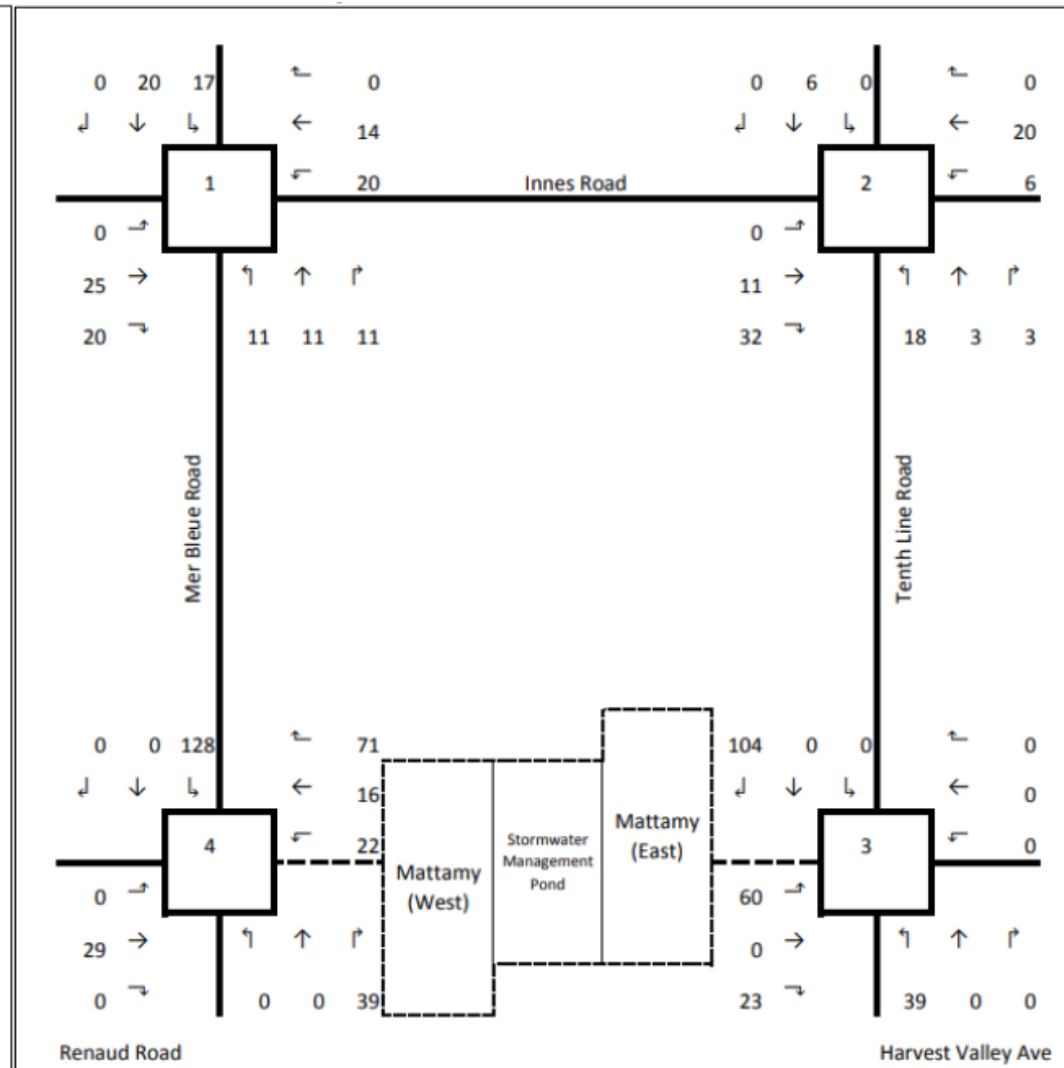 0 20 17 0
14
1 20
Innes Road
0 6 0 0
20
2 6
0
25
20 11 11 11
0
11
32 18 3 3
Mer Bleue Road
Tenth Line Road
0 0 128 71
16
4 22
Mattamy
(West)
Stormwater
Management
Pond
Mattamy
(East)
104 0 0 0
0
3 0
0
29
0 0 0 39
60
0
23 39 0 0
Renaud Road
Harvest Valley Ave